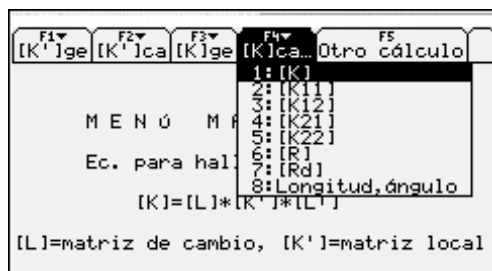 F1▾ F2▾ F3▾ F4▾ F5
[K']ge [K']ca [K]ge [K]ca… Otro cálculo
1:[K]
2:[K11]
3:[K12]
4:[K21]
5:[K22]
6:[R]
7:[Rd]
8:Longitud,ángulo
M E N Ú M
Ec. para hal
[K]=[L]*[K']*[L']
[L]=matriz de cambio, [K']=matriz local